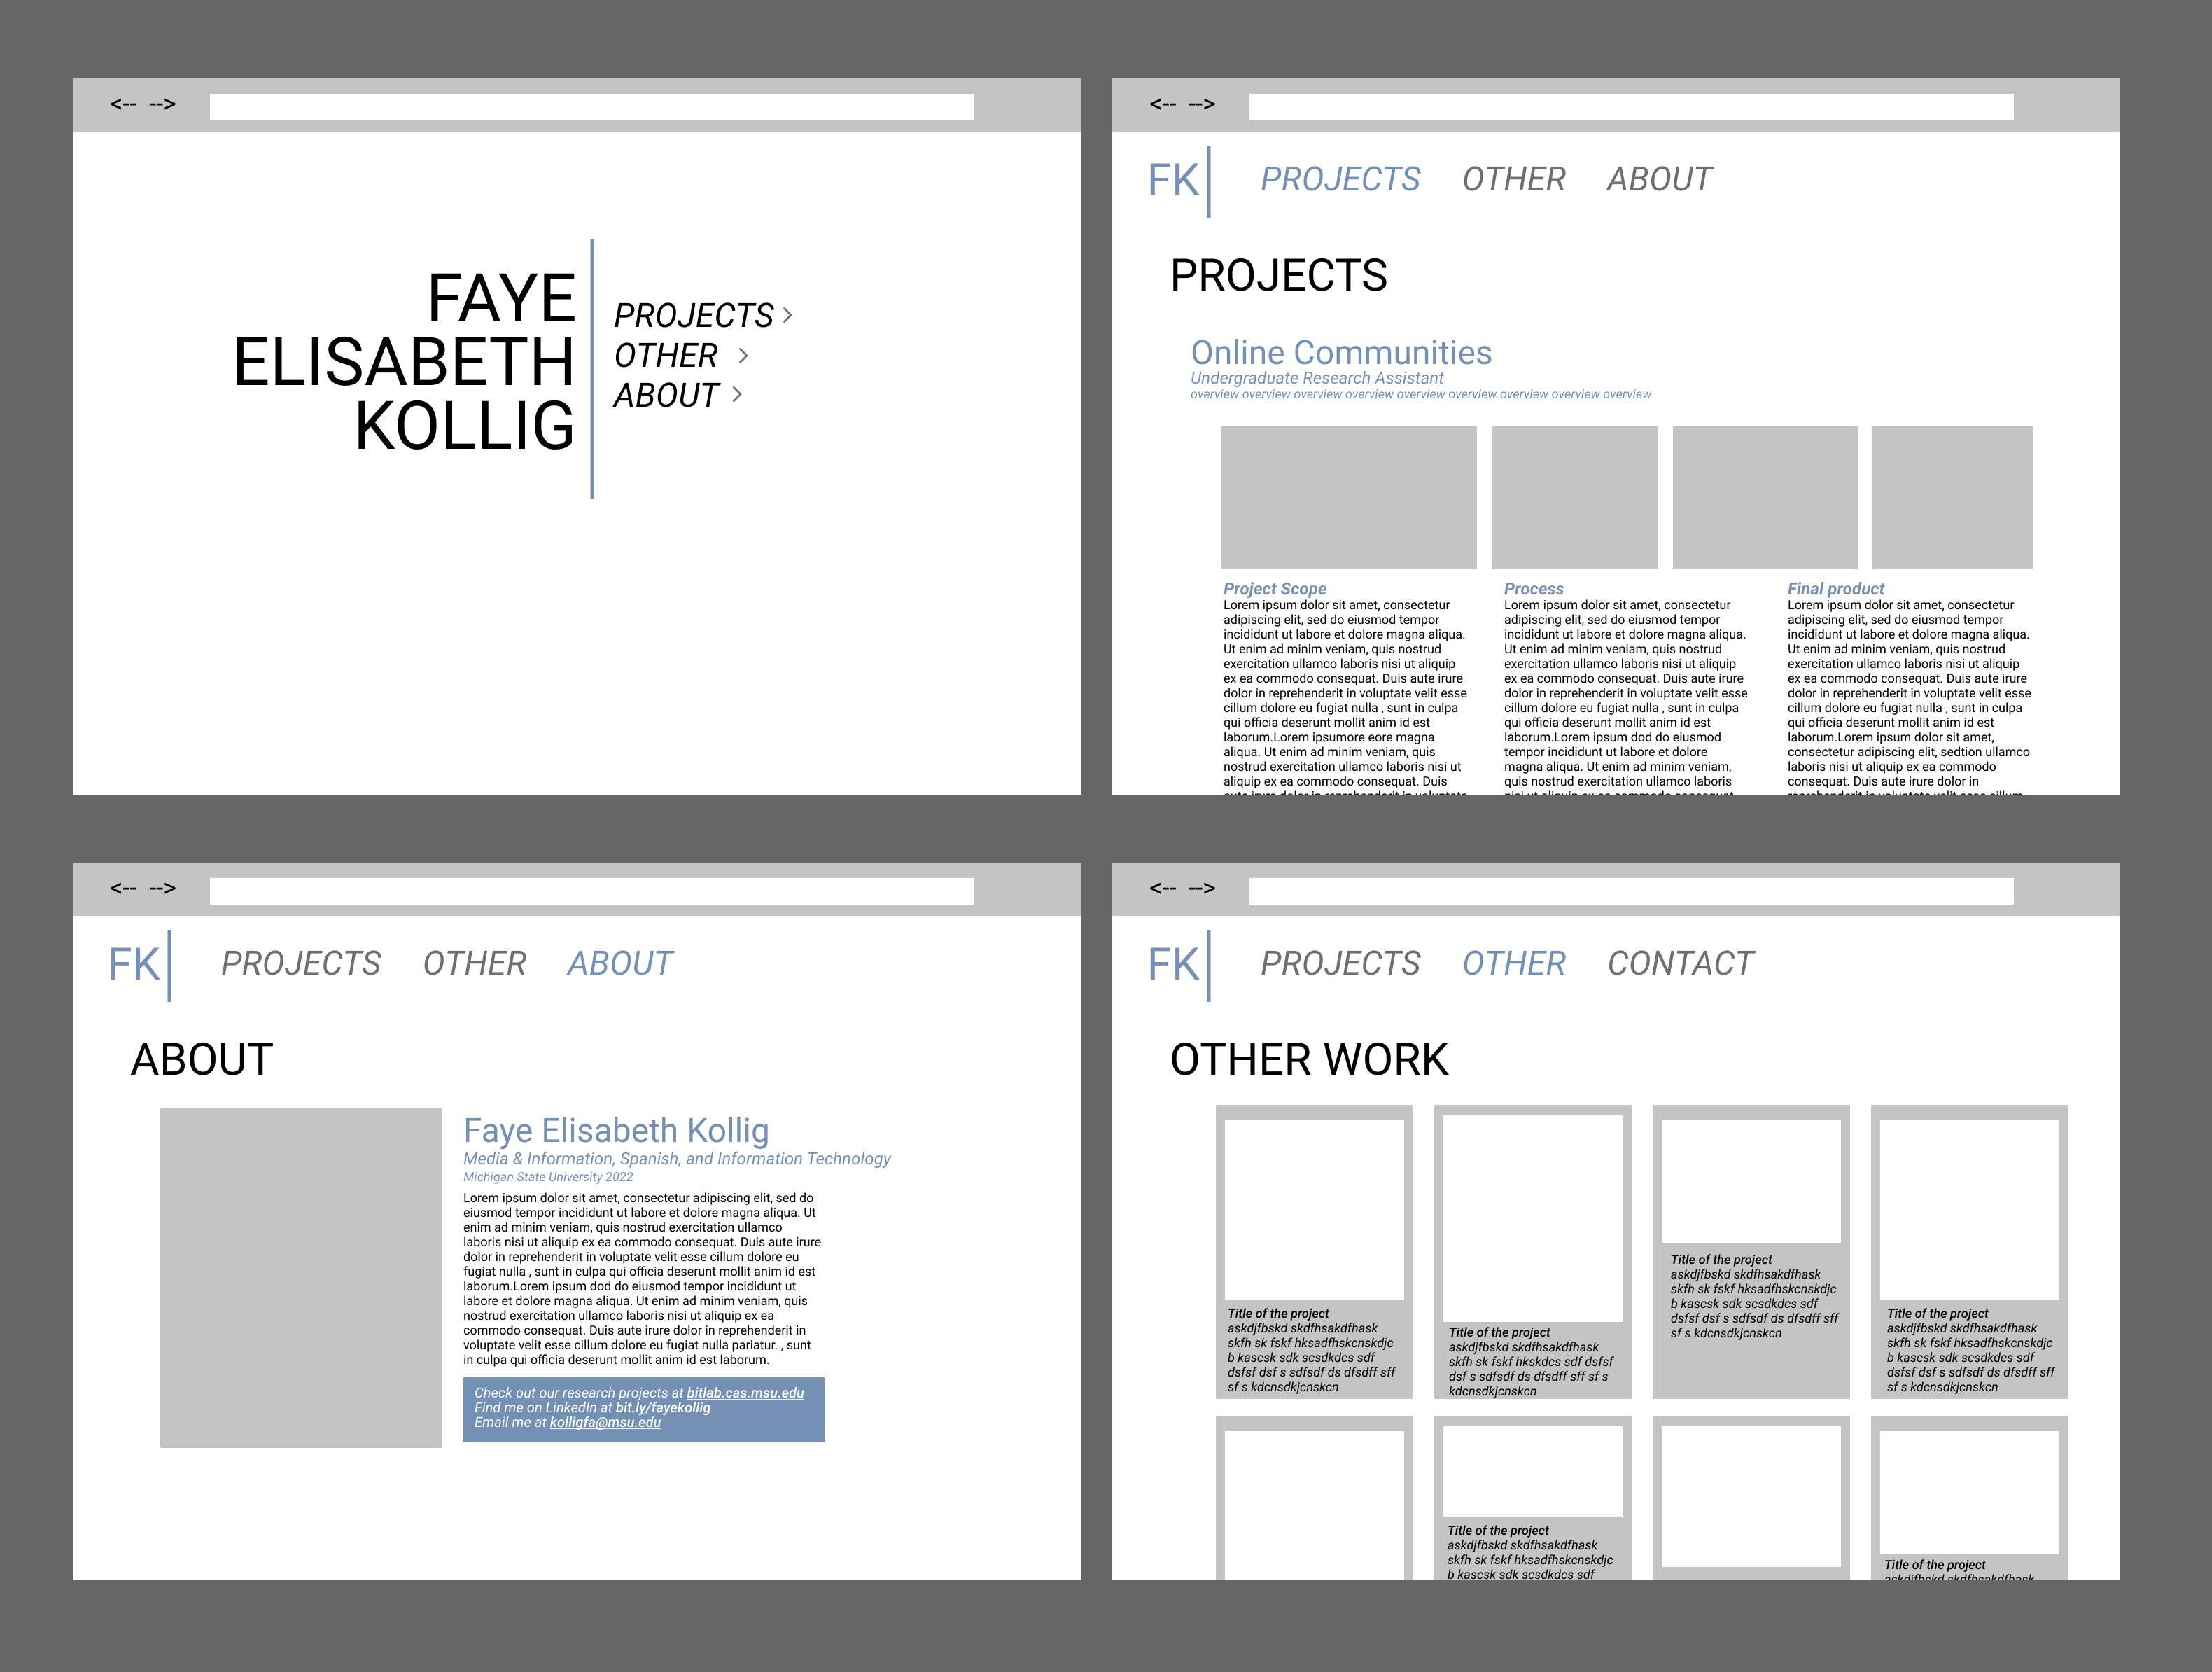 <-- -->
FAYE
ELISABETH
KOLLIG
PROJECTS >
OTHER >
ABOUT >
<-- -->
FK PROJECTS OTHER ABOUT
PROJECTS
Online Communities
Undergraduate Research Assistant
overview overview overview overview overview overview overview overview overview
Project Scope
Lorem ipsum dolor sit amet, consectetur
adipiscing elit, sed do eiusmod tempor
incididunt ut labore et dolore magna aliqua.
Ut enim ad minim veniam, quis nostrud
exercitation ullamco laboris nisi ut aliquip
ex ea commodo consequat. Duis aute irure
dolor in reprehenderit in voluptate velit esse
cillum dolore eu fugiat nulla , sunt in culpa
qui officia deserunt mollit anim id est
laborum.Lorem ipsumore eore magna
aliqua. Ut enim ad minim veniam, quis
nostrud exercitation ullamco laboris nisi ut
aliquip ex ea commodo consequat. Duis
aute irure dolor in reprehenderit in voluptate
Process
Lorem ipsum dolor sit amet, consectetur
adipiscing elit, sed do eiusmod tempor
incididunt ut labore et dolore magna aliqua.
Ut enim ad minim veniam, quis nostrud
exercitation ullamco laboris nisi ut aliquip
ex ea commodo consequat. Duis aute irure
dolor in reprehenderit in voluptate velit esse
cillum dolore eu fugiat nulla , sunt in culpa
qui officia deserunt mollit anim id est
laborum.Lorem ipsum dod do eiusmod
tempor incididunt ut labore et dolore
magna aliqua. Ut enim ad minim veniam,
quis nostrud exercitation ullamco laboris
nisi ut aliquip ex ea commodo consequat.
Final product
Lorem ipsum dolor sit amet, consectetur
adipiscing elit, sed do eiusmod tempor
incididunt ut labore et dolore magna aliqua.
Ut enim ad minim veniam, quis nostrud
exercitation ullamco laboris nisi ut aliquip
ex ea commodo consequat. Duis aute irure
dolor in reprehenderit in voluptate velit esse
cillum dolore eu fugiat nulla , sunt in culpa
qui officia deserunt mollit anim id est
laborum.Lorem ipsum dolor sit amet,
consectetur adipiscing elit, sedtion ullamco
laboris nisi ut aliquip ex ea commodo
consequat. Duis aute irure dolor in
reprehenderit in voluptate velit esse cillum
<-- -->
FK PROJECTS OTHER ABOUT
ABOUT
Faye Elisabeth Kollig
Media & Information, Spanish, and Information Technology
Michigan State University 2022
Lorem ipsum dolor sit amet, consectetur adipiscing elit, sed do
eiusmod tempor incididunt ut labore et dolore magna aliqua. Ut
enim ad minim veniam, quis nostrud exercitation ullamco
laboris nisi ut aliquip ex ea commodo consequat. Duis aute irure
dolor in reprehenderit in voluptate velit esse cillum dolore eu
fugiat nulla , sunt in culpa qui officia deserunt mollit anim id est
laborum.Lorem ipsum dod do eiusmod tempor incididunt ut
labore et dolore magna aliqua. Ut enim ad minim veniam, quis
nostrud exercitation ullamco laboris nisi ut aliquip ex ea
commodo consequat. Duis aute irure dolor in reprehenderit in
voluptate velit esse cillum dolore eu fugiat nulla pariatur. , sunt
in culpa qui officia deserunt mollit anim id est laborum.
Check out our research projects at bitlab.cas.msu.edu
Find me on LinkedIn at bit.ly/fayekollig
Email me at kolligfa@msu.edu
<-- -->
FK PROJECTS OTHER CONTACT
OTHER WORK
Title of the project
askdjfbskd skdfhsakdfhask
skfh sk fskf hksadfhskcnskdjc
b kascsk sdk scsdkdcs sdf
dsfsf dsf s sdfsdf ds dfsdff sff
sf s kdcnsdkjcnskcn
Title of the project
askdjfbskd skdfhsakdfhask
skfh sk fskf hkskdcs sdf dsfsf
dsf s sdfsdf ds dfsdff sff sf s
kdcnsdkjcnskcn
Title of the project
askdjfbskd skdfhsakdfhask
skfh sk fskf hksadfhskcnskdjc
b kascsk sdk scsdkdcs sdf
dsfsf dsf s sdfsdf ds dfsdff sff
sf s kdcnsdkjcnskcn
Title of the project
askdjfbskd skdfhsakdfhask
skfh sk fskf hksadfhskcnskdjc
b kascsk sdk scsdkdcs sdf
dsfsf dsf s sdfsdf ds dfsdff sff
sf s kdcnsdkjcnskcn
Title of the project
askdjfbskd skdfhsakdfhask
skfh sk fskf hksadfhskcnskdjc
b kascsk sdk scsdkdcs sdf
Title of the project
askdjfbskd skdfhsakdfhask